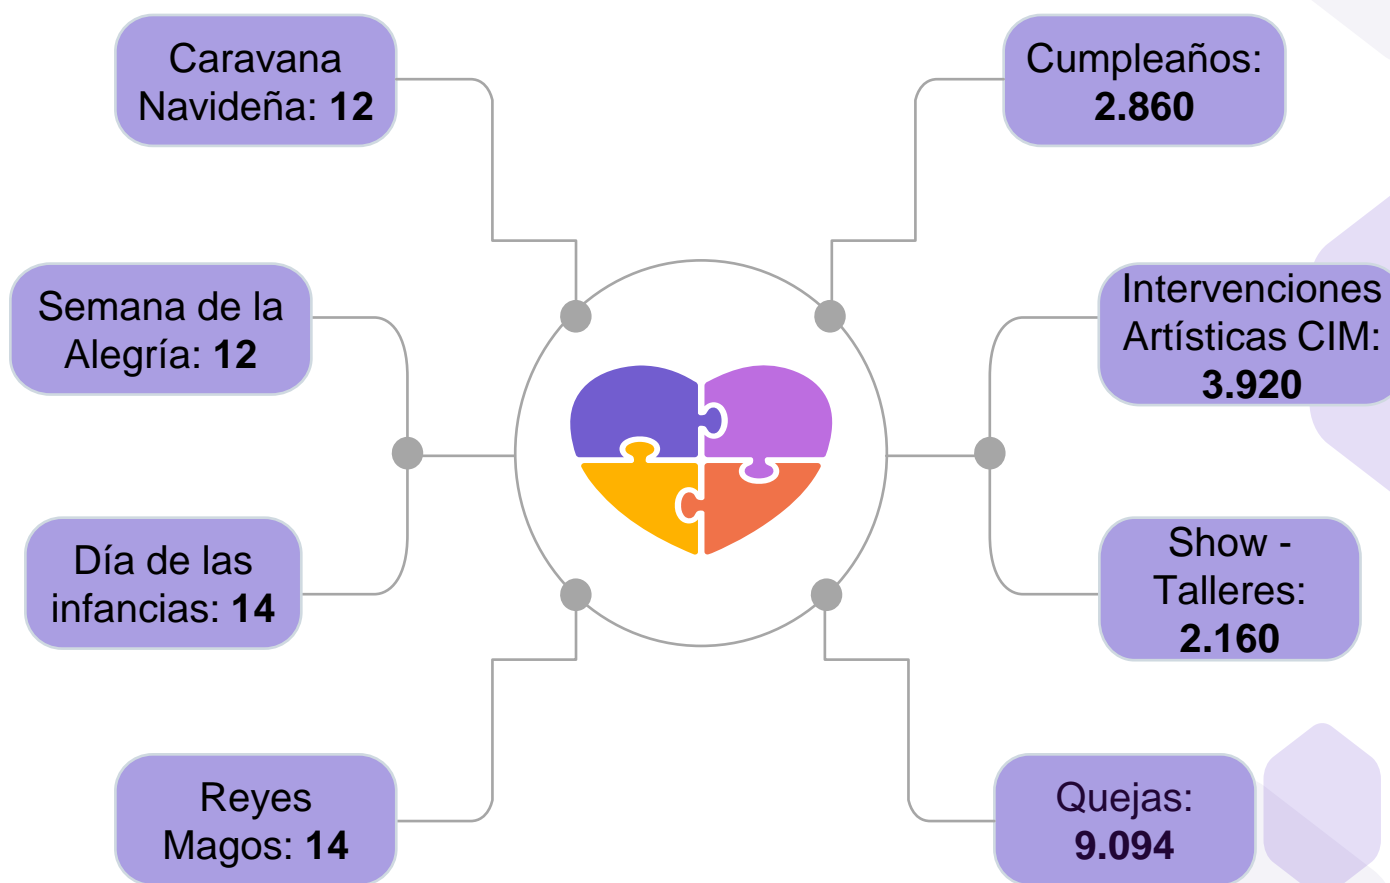 Caravana
Navideña: 12
Semana de la
Alegría: 12
Día de las
infancias: 14
Reyes
Magos: 14
Cumpleaños:
2.860
Intervenciones
Artísticas CIM:
3.920
Show -
Talleres:
2.160
Quejas:
9.094